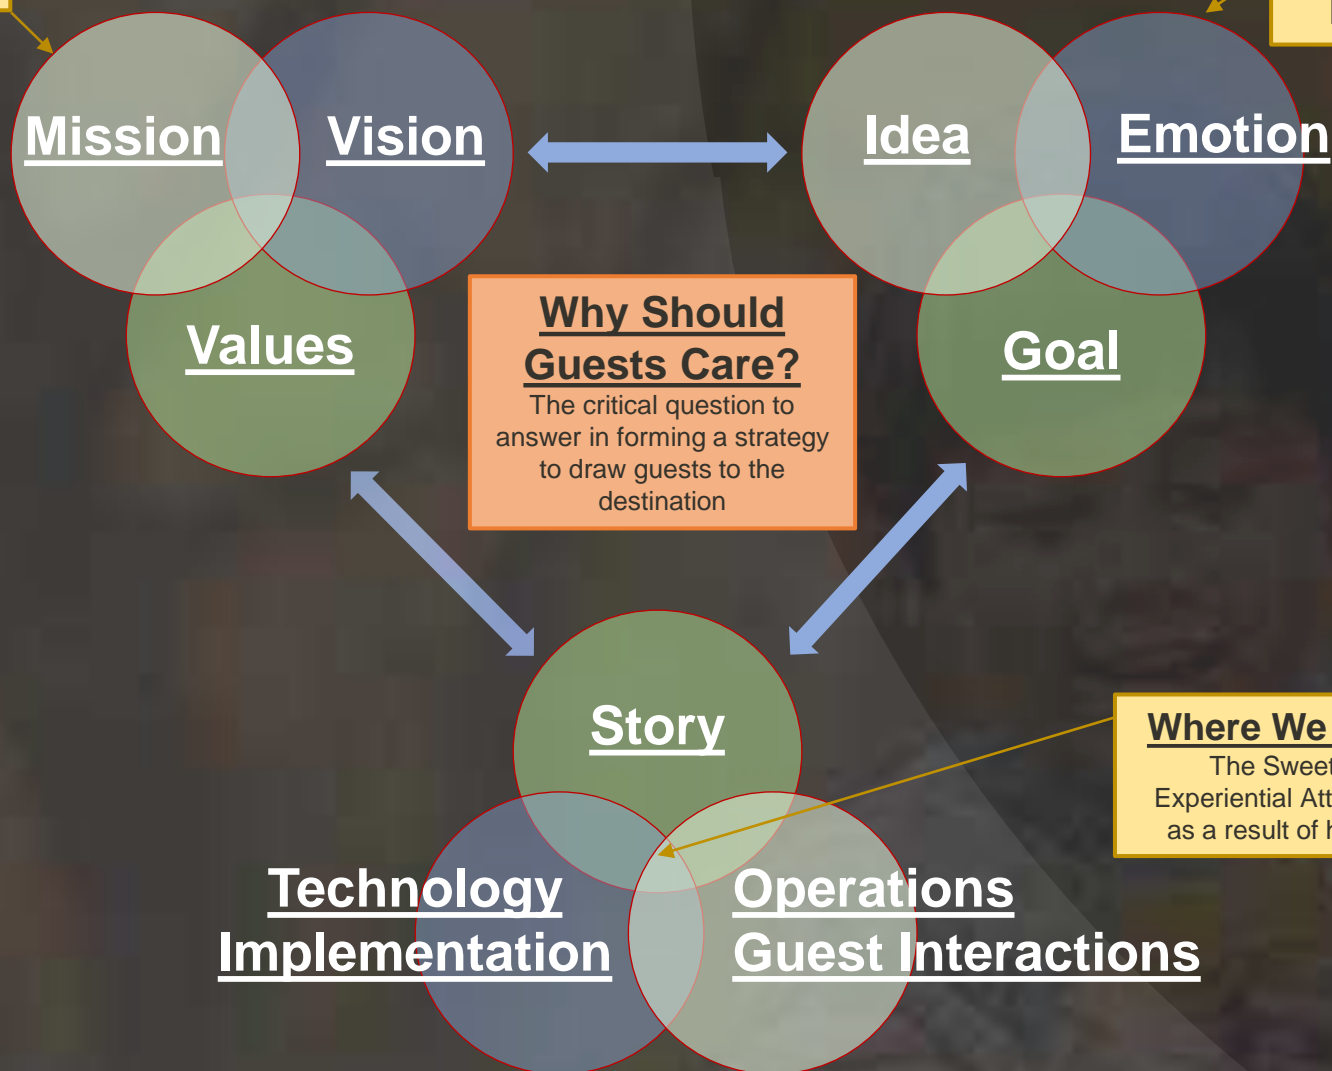 Mission
Vision
Idea
Emotion
Values
Goal
Why Should
Guests Care?
The critical question to
answer in forming a strategy
to draw guests to the
destination
Story
Where We
The Sweet
Experiential Att
as a result of h
Technology
Implementation
Operations
Guest Interactions